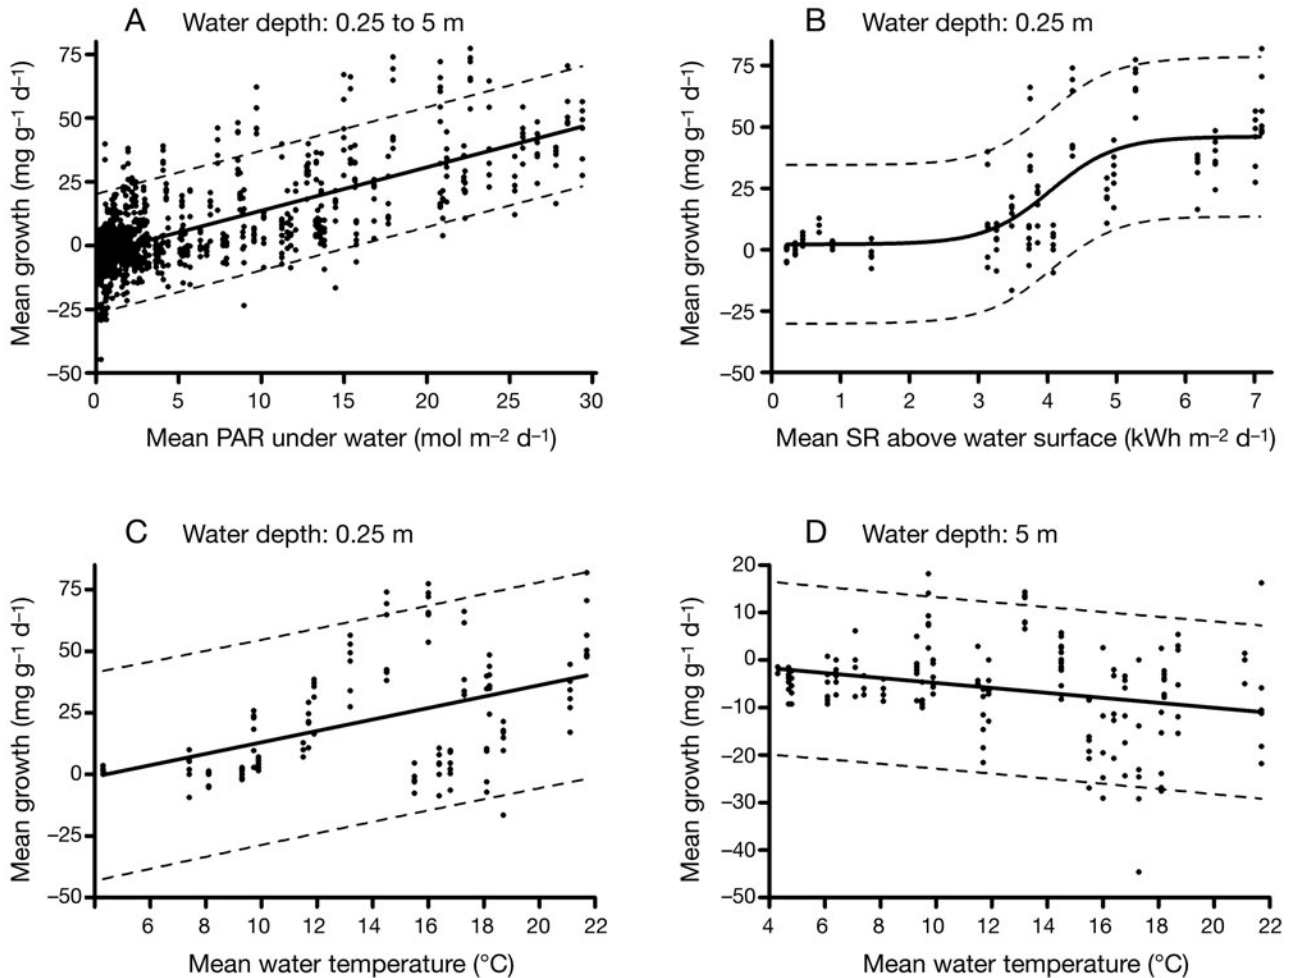 A Water depth: 0.25 to 5 m
75
50
25
0
−25
−50
Mean growth (mg g⁻¹ d⁻¹)
0 5 10 15 20 25 30
Mean PAR under water (mol m⁻² d⁻¹)
B Water depth: 0.25 m
75
50
25
0
−25
−50
Mean growth (mg g⁻¹ d⁻¹)
0 1 2 3 4 5 6 7
Mean SR above water surface (kWh m⁻² d⁻¹)
C Water depth: 0.25 m
75
50
25
0
−25
−50
Mean growth (mg g⁻¹ d⁻¹)
6 8 10 12 14 16 18 20 22
Mean water temperature (°C)
D Water depth: 5 m
20
10
0
−10
−20
−30
−40
−50
Mean growth (mg g⁻¹ d⁻¹)
4 6 8 10 12 14 16 18 20 22
Mean water temperature (°C)